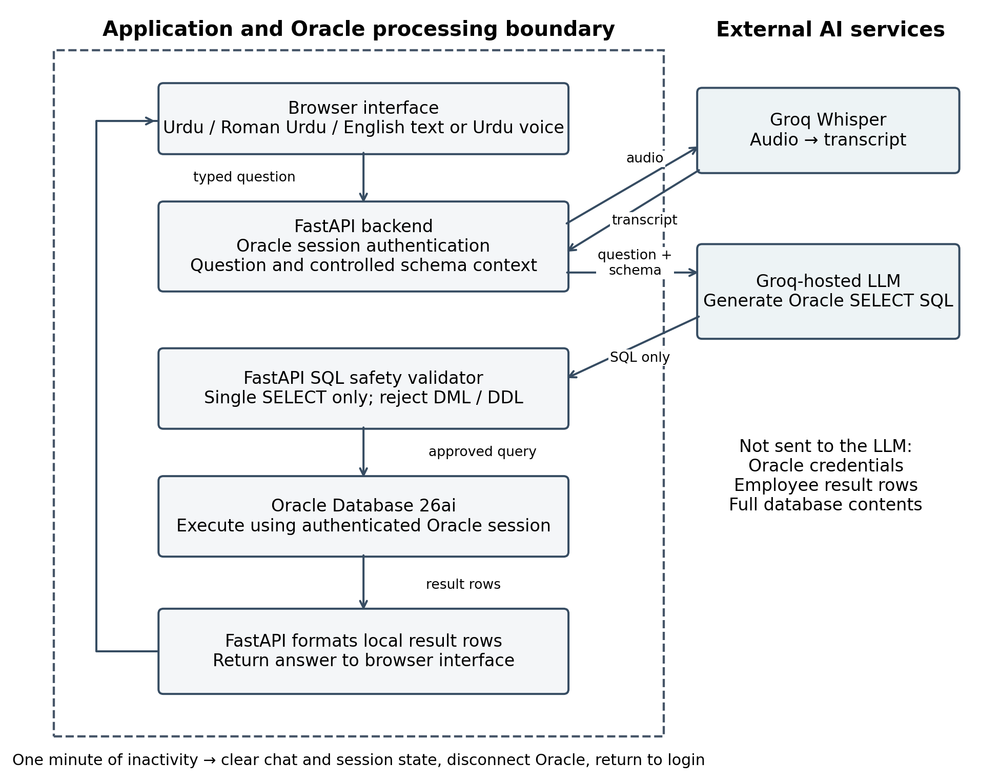 Application and Oracle processing boundary
External AI services
Browser interface
Urdu / Roman Urdu / English text or Urdu voice
Groq Whisper
Audio → transcript
audio
typed question
transcript
FastAPI backend
Oracle session authentication
Question and controlled schema context
question +
schema
Groq-hosted LLM
Generate Oracle SELECT SQL
SQL only
FastAPI SQL safety validator
Single SELECT only; reject DML / DDL
approved query
Not sent to the LLM:
Oracle credentials
Employee result rows
Full database contents
Oracle Database 26ai
Execute using authenticated Oracle session
result rows
FastAPI formats local result rows
Return answer to browser interface
One minute of inactivity → clear chat and session state, disconnect Oracle, return to login